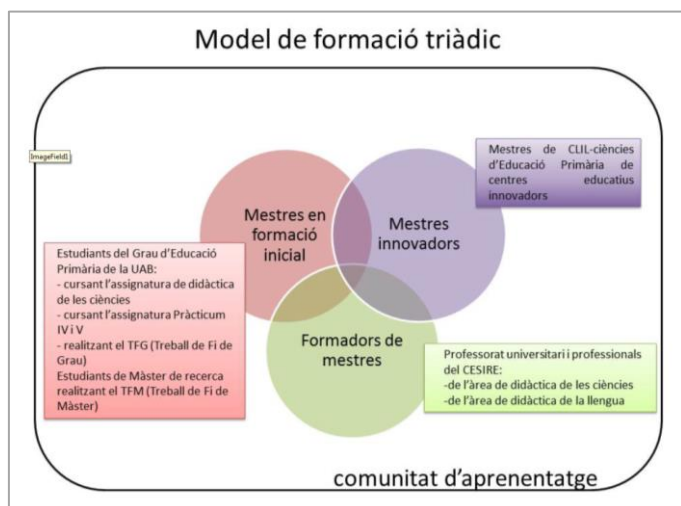 Model de formació triàdic
ImageField1
Mestres de CLIL-ciències
d'Educació Primària de
centres educatius
innovadors
Mestres en
formació
inicial
Mestres
innovadors
Estudiants del Grau d'Educació
Primària de la UAB:
- cursant l'assignatura de didàctica
de les ciències
- cursant l'assignatura Pràcticum
IV i V
- realitzant el TFG (Treball de Fi de
Grau)
Estudiants de Màster de recerca
realitzant el TFM (Treball de Fi de
Màster)
Formadors de
mestres
Professorat universitari i professionals
del CESIRE:
-de l'àrea de didàctica de les ciències
-de l'àrea de didàctica de la llengua
comunitat d'aprenentatge